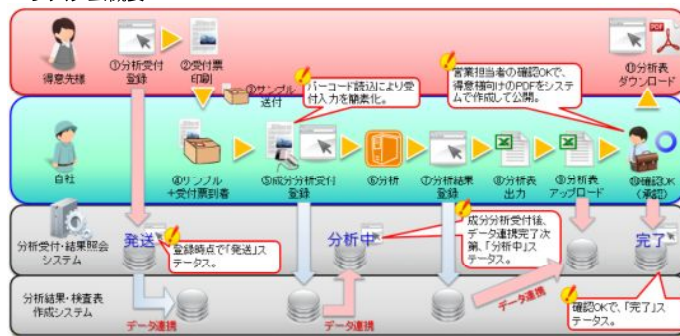 得意先様
①分析受付
登録
②受付票
印刷
③サンプル
送付
バーコード読込により受
付入力を簡素化。
営業担当者の確認OKで、
得意様向けのPDFをシステ
ムで作成して公開。
⑪分析表
ダウンロード
自社
④サンプル
+受付票到着
⑤成分分析受付
登録
⑥分析
⑦分析結果
登録
⑧分析表
出力
⑨分析表
アップロード
⑩確認OK
(承認)
分析受付・結果照会
システム
発送
登録時点で「発送」ス
テータス。
分析中
成分分析受付後、
データ連携完了次
第、「分析中」ス
テータス。
完了
分析結果・検査表
作成システム
データ連携
データ連携
データ連携
確認OKで、「完了」ス
テータス。